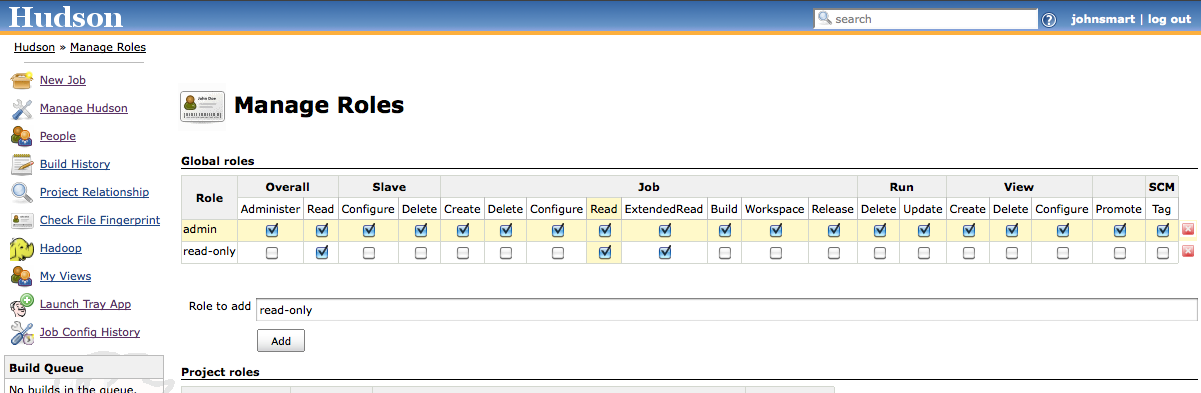 Hudson
search
johnsmart | log out
Hudson » Manage Roles
New Job
Manage Hudson
People
Build History
Project Relationship
Check File Fingerprint
Hadoop
My Views
Launch Tray App
Job Config History
Build Queue
No builds in the queue.
John Doe
Manage Roles
Global roles
Role Overall Slave Job Run View SCM
Administer Read Configure Delete Create Delete Configure Read ExtendedRead Build Workspace Release Delete Update Create Delete Configure Promote Tag
admin
read-only
Role to add read-only
Add
Project roles